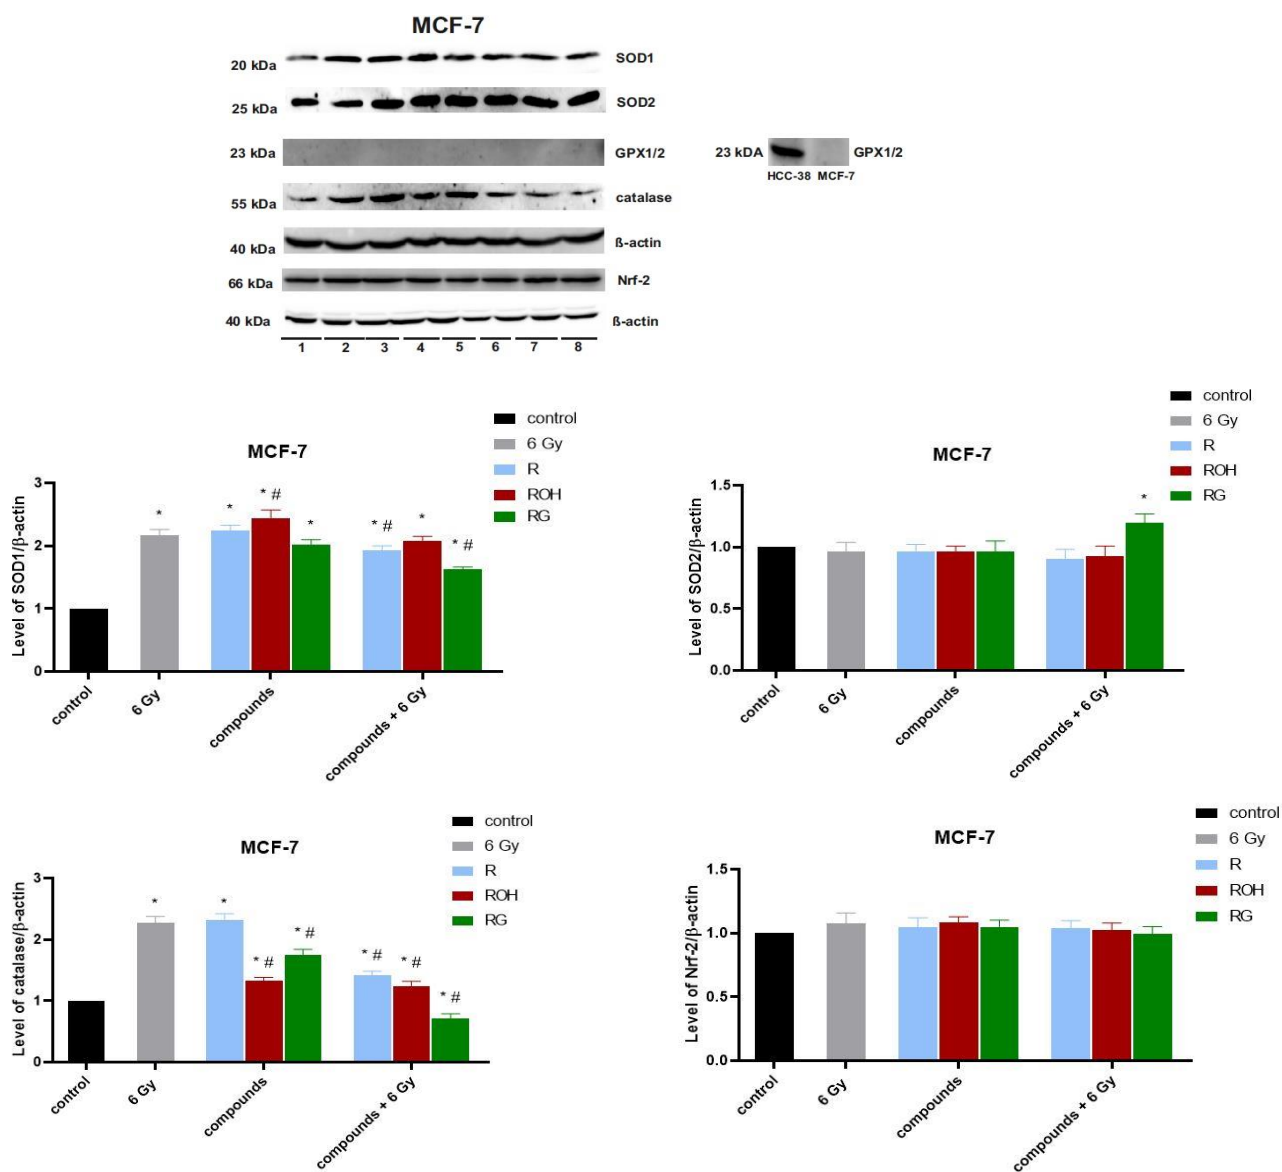 MCF-7
20 kDa SOD1
25 kDa SOD2
23 kDa GPX1/2
23 kDA GPX1/2
HCC-38 MCF-7
55 kDa catalase
40 kDa ß-actin
66 kDa Nrf-2
40 kDa ß-actin
1 2 3 4 5 6 7 8
MCF-7
control
6 Gy
R
ROH
RG
Level of SOD1/β-actin
3
2
1
0
*
*
* #
*
* #
*
* #
control
6 Gy
compounds
compounds + 6 Gy
MCF-7
control
6 Gy
R
ROH
RG
Level of SOD2/β-actin
1.5
1.0
0.5
0.0
*
control
6 Gy
compounds
compounds + 6 Gy
MCF-7
control
6 Gy
R
ROH
RG
Level of catalase/β-actin
3
2
1
0
*
*
* #
* #
* #
* #
* #
control
6 Gy
compounds
compounds + 6 Gy
MCF-7
control
6 Gy
R
ROH
RG
Level of Nrf-2/β-actin
1.5
1.0
0.5
0.0
control
6 Gy
compounds
compounds + 6 Gy